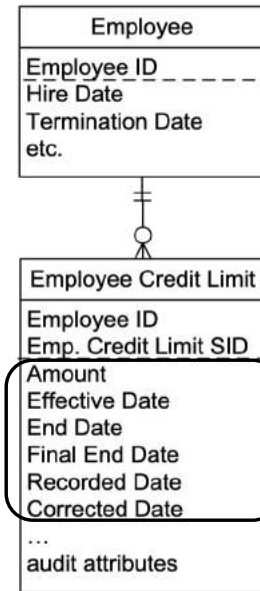 Employee
Employee ID
Hire Date
Termination Date
etc.
Employee Credit Limit
Employee ID
Emp. Credit Limit SID
Amount
Effective Date
End Date
Final End Date
Recorded Date
Corrected Date
...
audit attributes